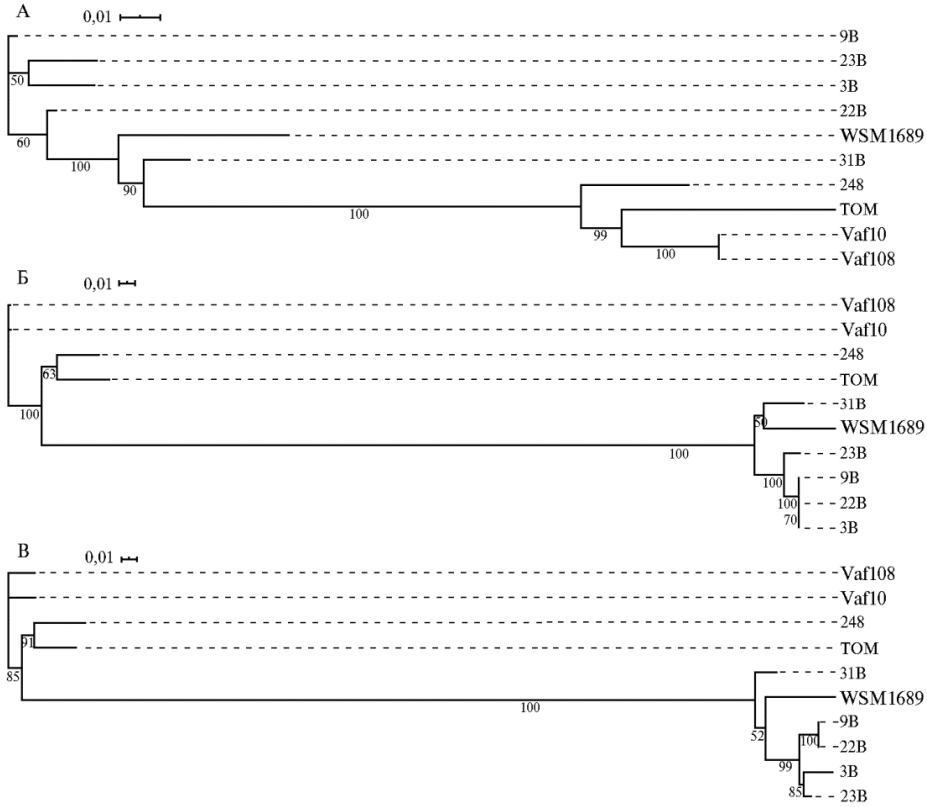 А
0,01
9B
23B
50
3B
22B
60
WSM1689
100
31B
90
248
100
TOM
99
Vaf10
100
Vaf108
Б
0,01
Vaf108
Vaf10
248
63
TOM
31B
100
50
WSM1689
100
23B
100
9B
100
22B
70
3B
В
0,01
Vaf108
Vaf10
248
91
TOM
85
31B
WSM1689
100
9B
52
100
22B
99
3B
85
23B